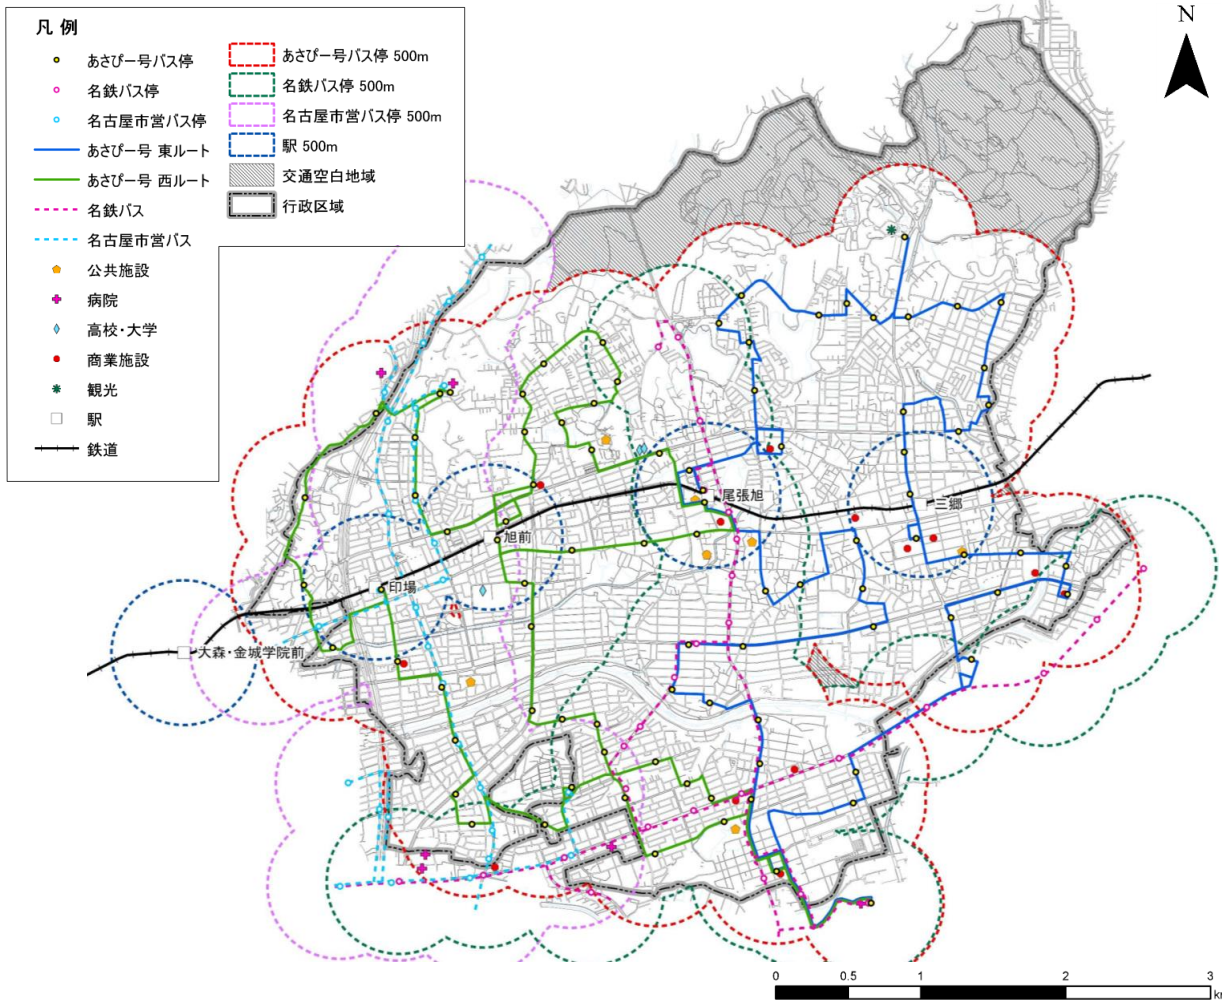 凡 例
あさぴー号バス停
名鉄バス停
名古屋市営バス停
あさぴー号 東ルート
あさぴー号 西ルート
名鉄バス
名古屋市営バス
公共施設
病院
高校・大学
商業施設
観光
駅
鉄道
あさぴー号バス停 500m
名鉄バス停 500m
名古屋市営バス停 500m
駅 500m
交通空白地域
行政区域
N
尾張旭
三郷
旭前
印場
大森・金城学院前
0 0.5 1 2 3